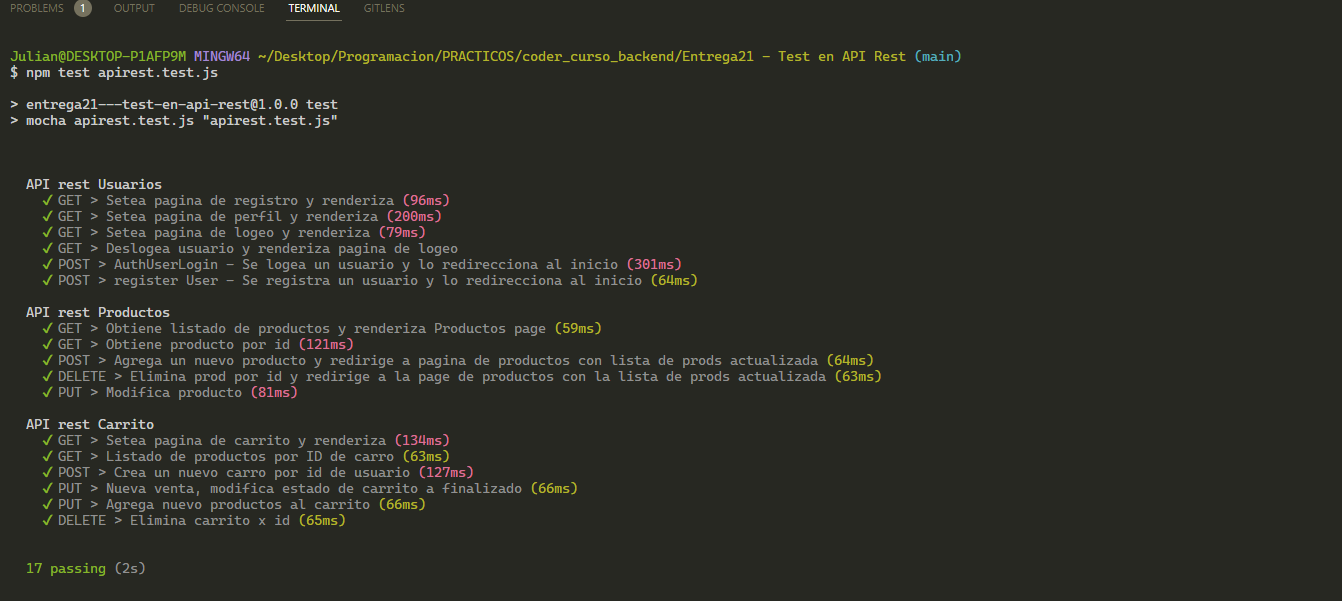 PROBLEMS 1 OUTPUT DEBUG CONSOLE TERMINAL GITLENS
Julian@DESKTOP-P1AFP9M MINGW64 ~/Desktop/Programacion/PRACTICOS/coder_curso_backend/Entrega21 - Test en API Rest (main)
$ npm test apirest.test.js
> entrega21---test-en-api-rest@1.0.0 test
> mocha apirest.test.js "apirest.test.js"
API rest Usuarios
✓ GET > Setea pagina de registro y renderiza (96ms)
✓ GET > Setea pagina de perfil y renderiza (200ms)
✓ GET > Setea pagina de logeo y renderiza (79ms)
✓ GET > Deslogea usuario y renderiza pagina de logeo
✓ POST > AuthUserLogin - Se logea un usuario y lo redirecciona al inicio (301ms)
✓ POST > register User - Se registra un usuario y lo redirecciona al inicio (64ms)
API rest Productos
✓ GET > Obtiene listado de productos y renderiza Productos page (59ms)
✓ GET > Obtiene producto por id (121ms)
✓ POST > Agrega un nuevo producto y redirige a pagina de productos con lista de prods actualizada (64ms)
✓ DELETE > Elimina prod por id y redirige a la page de productos con la lista de prods actualizada (63ms)
✓ PUT > Modifica producto (81ms)
API rest Carrito
✓ GET > Setea pagina de carrito y renderiza (134ms)
✓ GET > Listado de productos por ID de carro (63ms)
✓ POST > Crea un nuevo carro por id de usuario (127ms)
✓ PUT > Nueva venta, modifica estado de carrito a finalizado (66ms)
✓ PUT > Agrega nuevo productos al carrito (66ms)
✓ DELETE > Elimina carrito x id (65ms)
17 passing (2s)